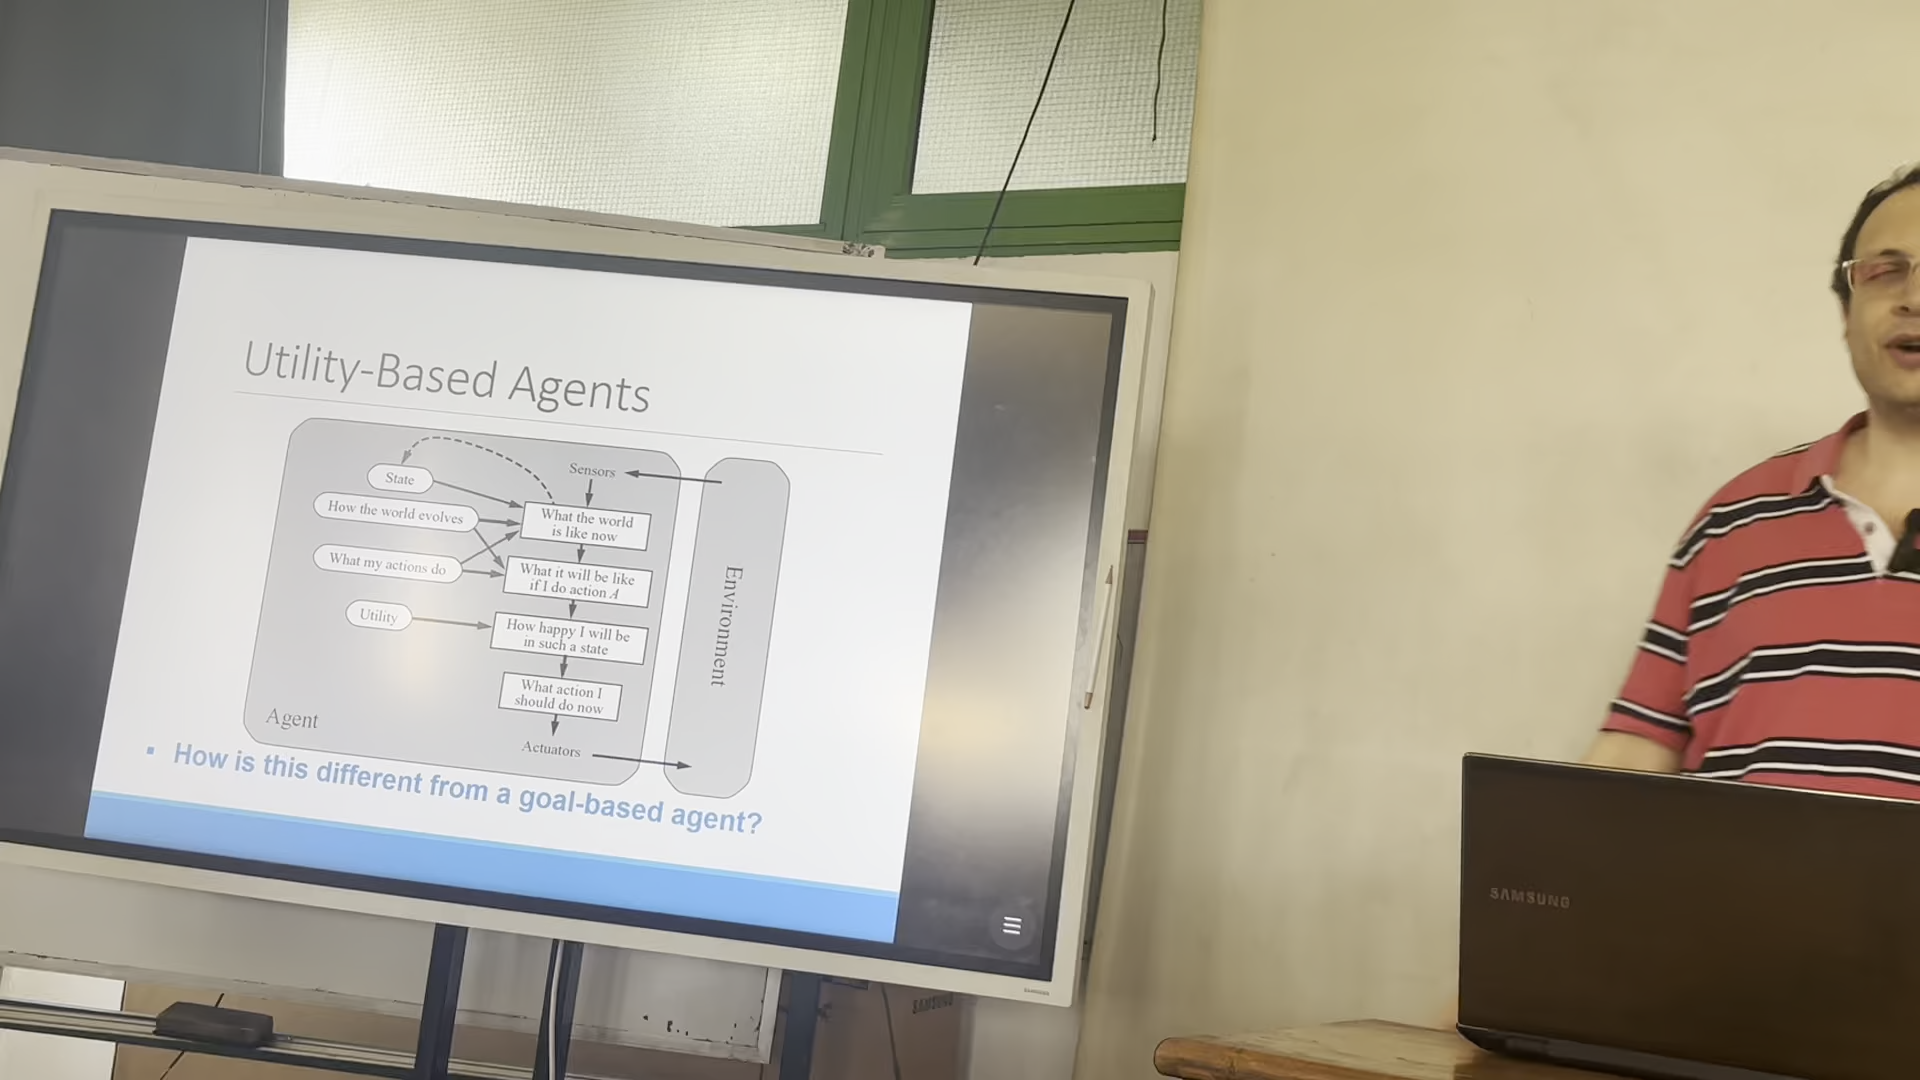 Utility-Based Agents
Sensors
State
How the world evolves
What the world
is like now
What my actions do
What it will be like
if I do action A
Utility
How happy I will be
in such a state
What action I
should do now
Agent
Actuators
Environment
▪ How is this different from a goal-based agent?
SAMSUNG
SAMSUNG
SAMSUNG